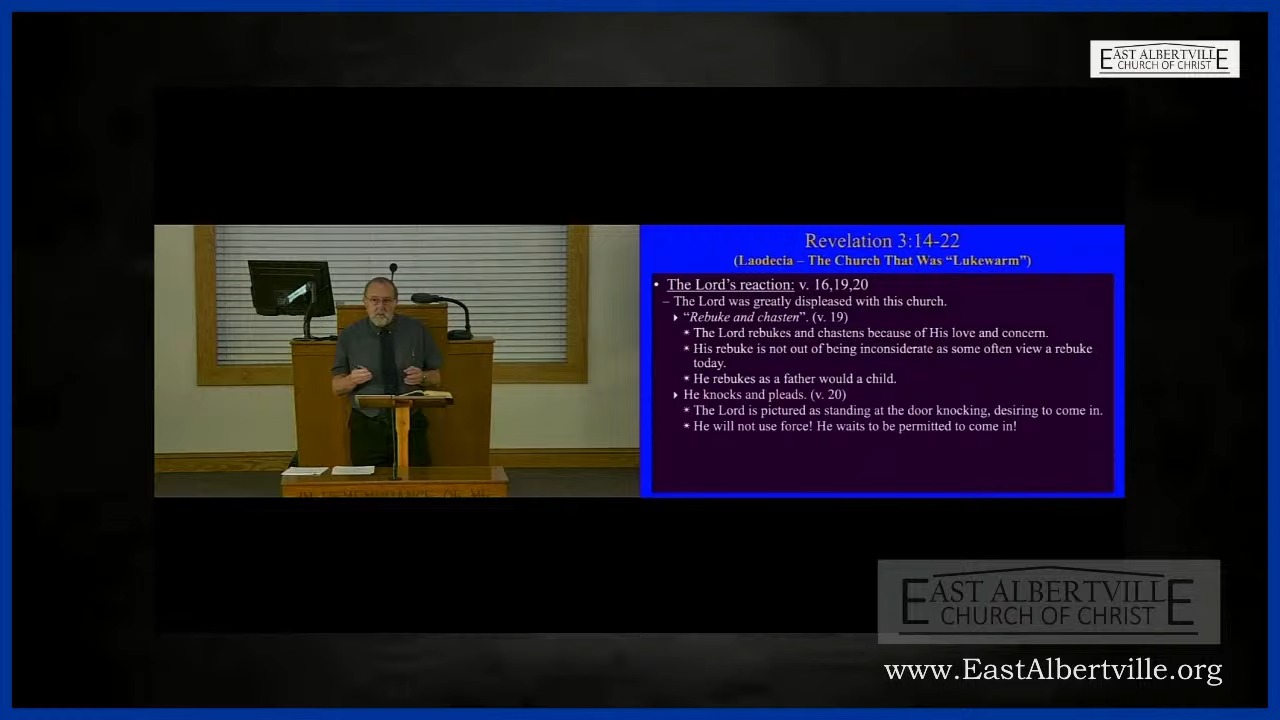 EAST ALBERTVILLE
CHURCH OF CHRIST
Revelation 3:14-22
(Laodecia – The Church That Was “Lukewarm”)
• The Lord’s reaction: v. 16,19,20
– The Lord was greatly displeased with this church.
“Rebuke and chasten”. (v. 19)
* The Lord rebukes and chastens because of His love and concern.
* His rebuke is not out of being inconsiderate as some often view a rebuke
today.
* He rebukes as a father would a child.
He knocks and pleads. (v. 20)
* The Lord is pictured as standing at the door knocking, desiring to come in.
* He will not use force! He waits to be permitted to come in!
IN REMEMBRANCE OF ME
EAST ALBERTVILLE
CHURCH OF CHRIST
www.EastAlbertville.org